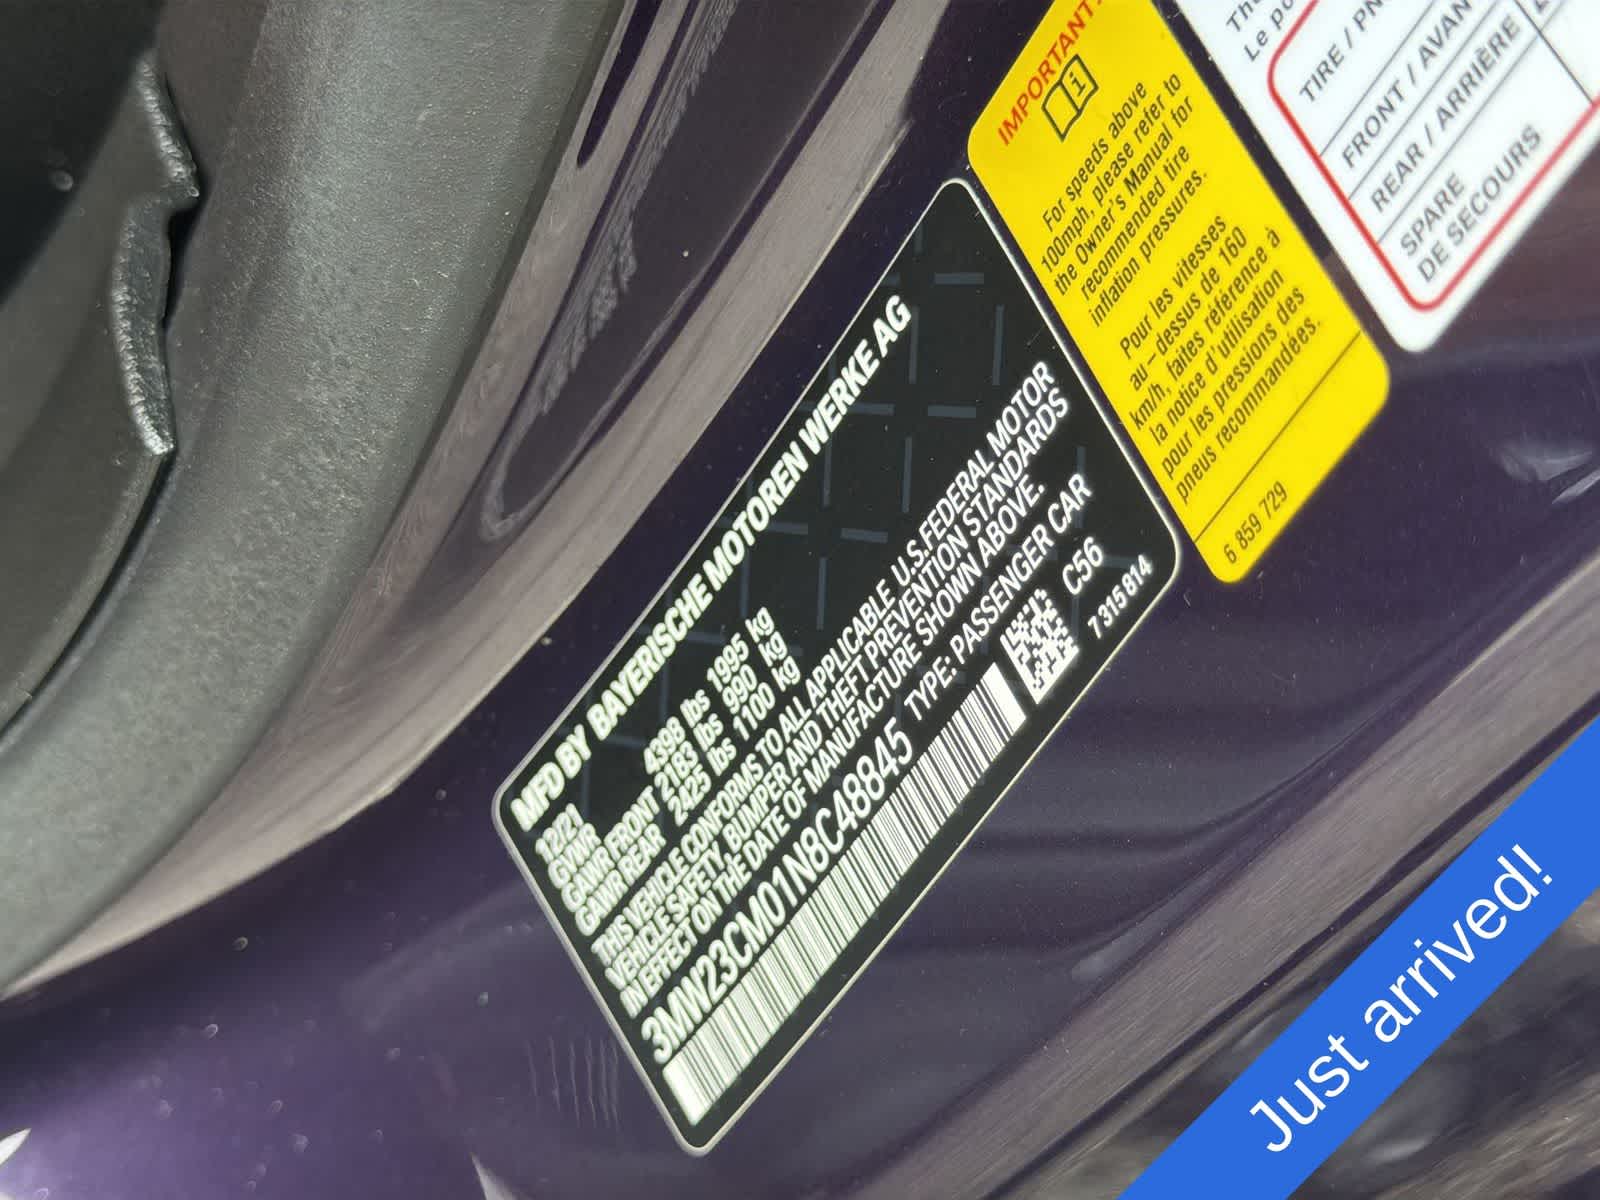 MFD BY BAYERISCHE MOTOREN WERKE AG
12/21
GVWR 4398 lbs 1995 kg
GAWR FRONT 2183 lbs 990 kg
GAWR REAR 2425 lbs 1100 kg
THIS VEHICLE CONFORMS TO ALL APPLICABLE U.S.FEDERAL MOTOR
VEHICLE SAFETY, BUMPER AND THEFT PREVENTION STANDARDS
IN EFFECT ON THE DATE OF MANUFACTURE SHOWN ABOVE.
3MW23CM01N8C48845 TYPE: PASSENGER CAR
C56
7315 814
IMPORTANT:
For speeds above
100mph, please refer to
the Owner's Manual for
recommended tire
inflation pressures.
Pour les vitesses
au – dessus de 160
km/h, faites référence à
la notice d'utilisation
pour les pressions des
pneus recommandées.
6 859 729
Le
TIRE /
FRONT / AVANT
REAR / ARRIÈRE
SPARE
DE SECOURS
Just arrived!